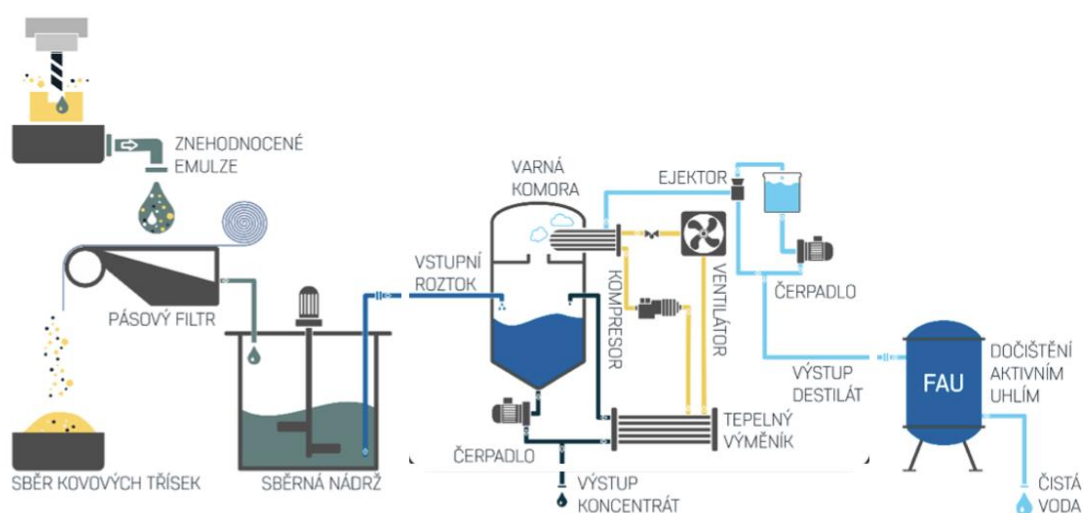 ZNEHODNOCENÉ
EMULZE
PÁSOVÝ FILTR
SBĚR KOVOVÝCH TŘÍSEK
SBĚRNÁ NÁDRŽ
VSTUPNÍ
ROZTOK
VARNÁ
KOMORA
EJEKTOR
KOMPRESOR
VENTILÁTOR
ČERPADLO
TEPELNÝ
VÝMĚNÍK
ČERPADLO
VÝSTUP
KONCENTRÁT
VÝSTUP
DESTILÁT
FAU
DOČIŠTĚNÍ
AKTIVNÍM
UHLÍM
ČISTÁ
VODA